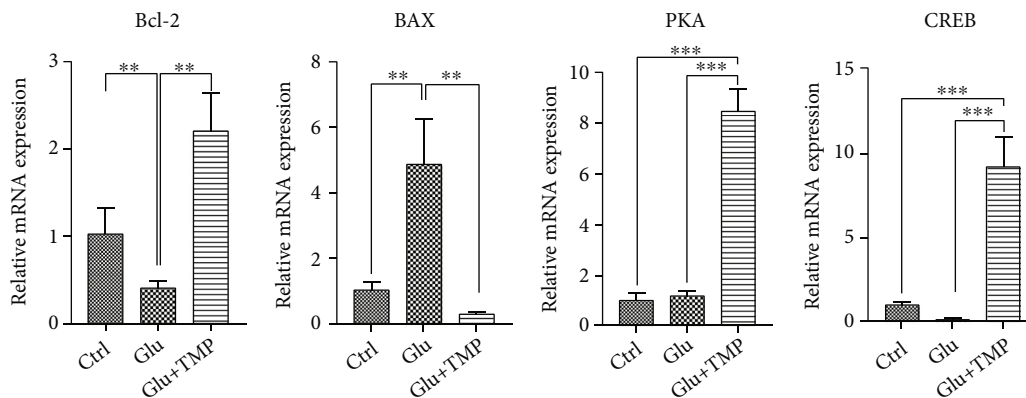 Bcl-2
Relative mRNA expression
3
2
1
0
**
**
Ctrl
Glu
Glu+TMP
BAX
Relative mRNA expression
8
6
4
2
0
**
**
Ctrl
Glu
Glu+TMP
PKA
Relative mRNA expression
10
8
6
4
2
0
***
***
Ctrl
Glu
Glu+TMP
CREB
Relative mRNA expression
15
10
5
0
***
***
Ctrl
Glu
Glu+TMP